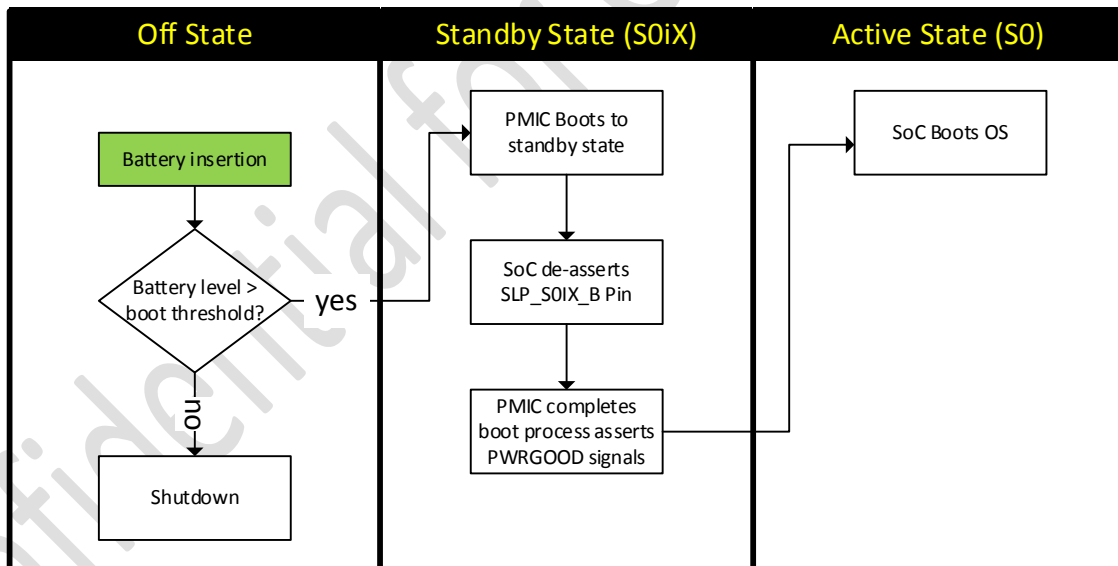 Off State
Standby State (S0iX)
Active State (S0)
Battery insertion
Battery level >
boot threshold?
yes
no
Shutdown
PMIC Boots to
standby state
SoC de-asserts
SLP_S0IX_B Pin
PMIC completes
boot process asserts
PWRGOOD signals
SoC Boots OS